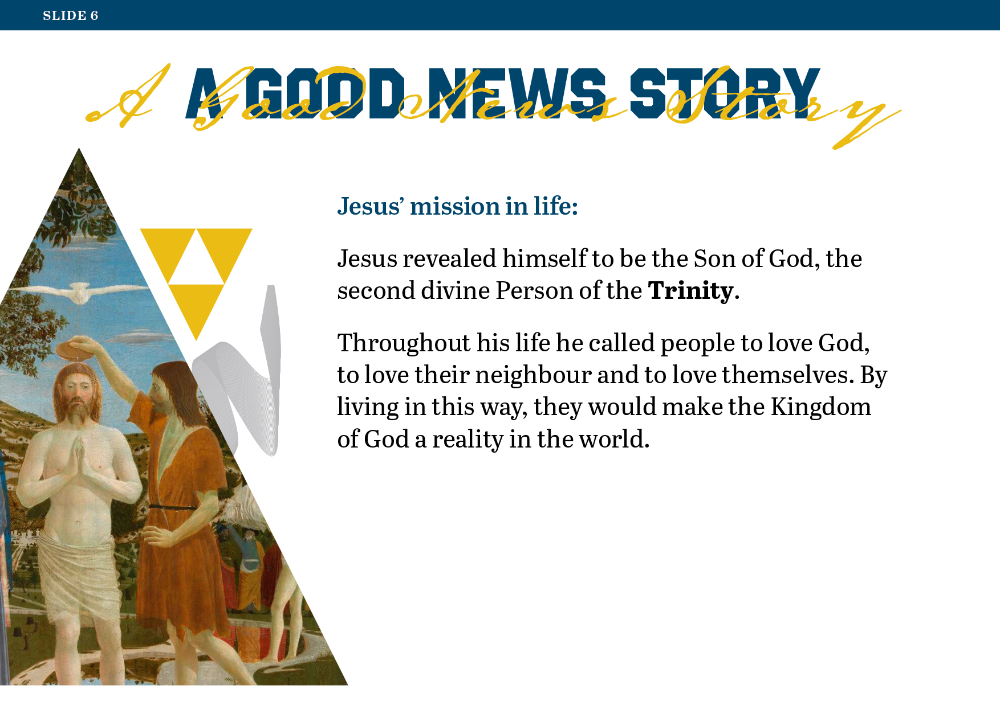 SLIDE 6
A GOOD NEWS STORY
A Good News Story
Jesus’ mission in life:
Jesus revealed himself to be the Son of God, the
second divine Person of the Trinity.
Throughout his life he called people to love God,
to love their neighbour and to love themselves. By
living in this way, they would make the Kingdom
of God a reality in the world.